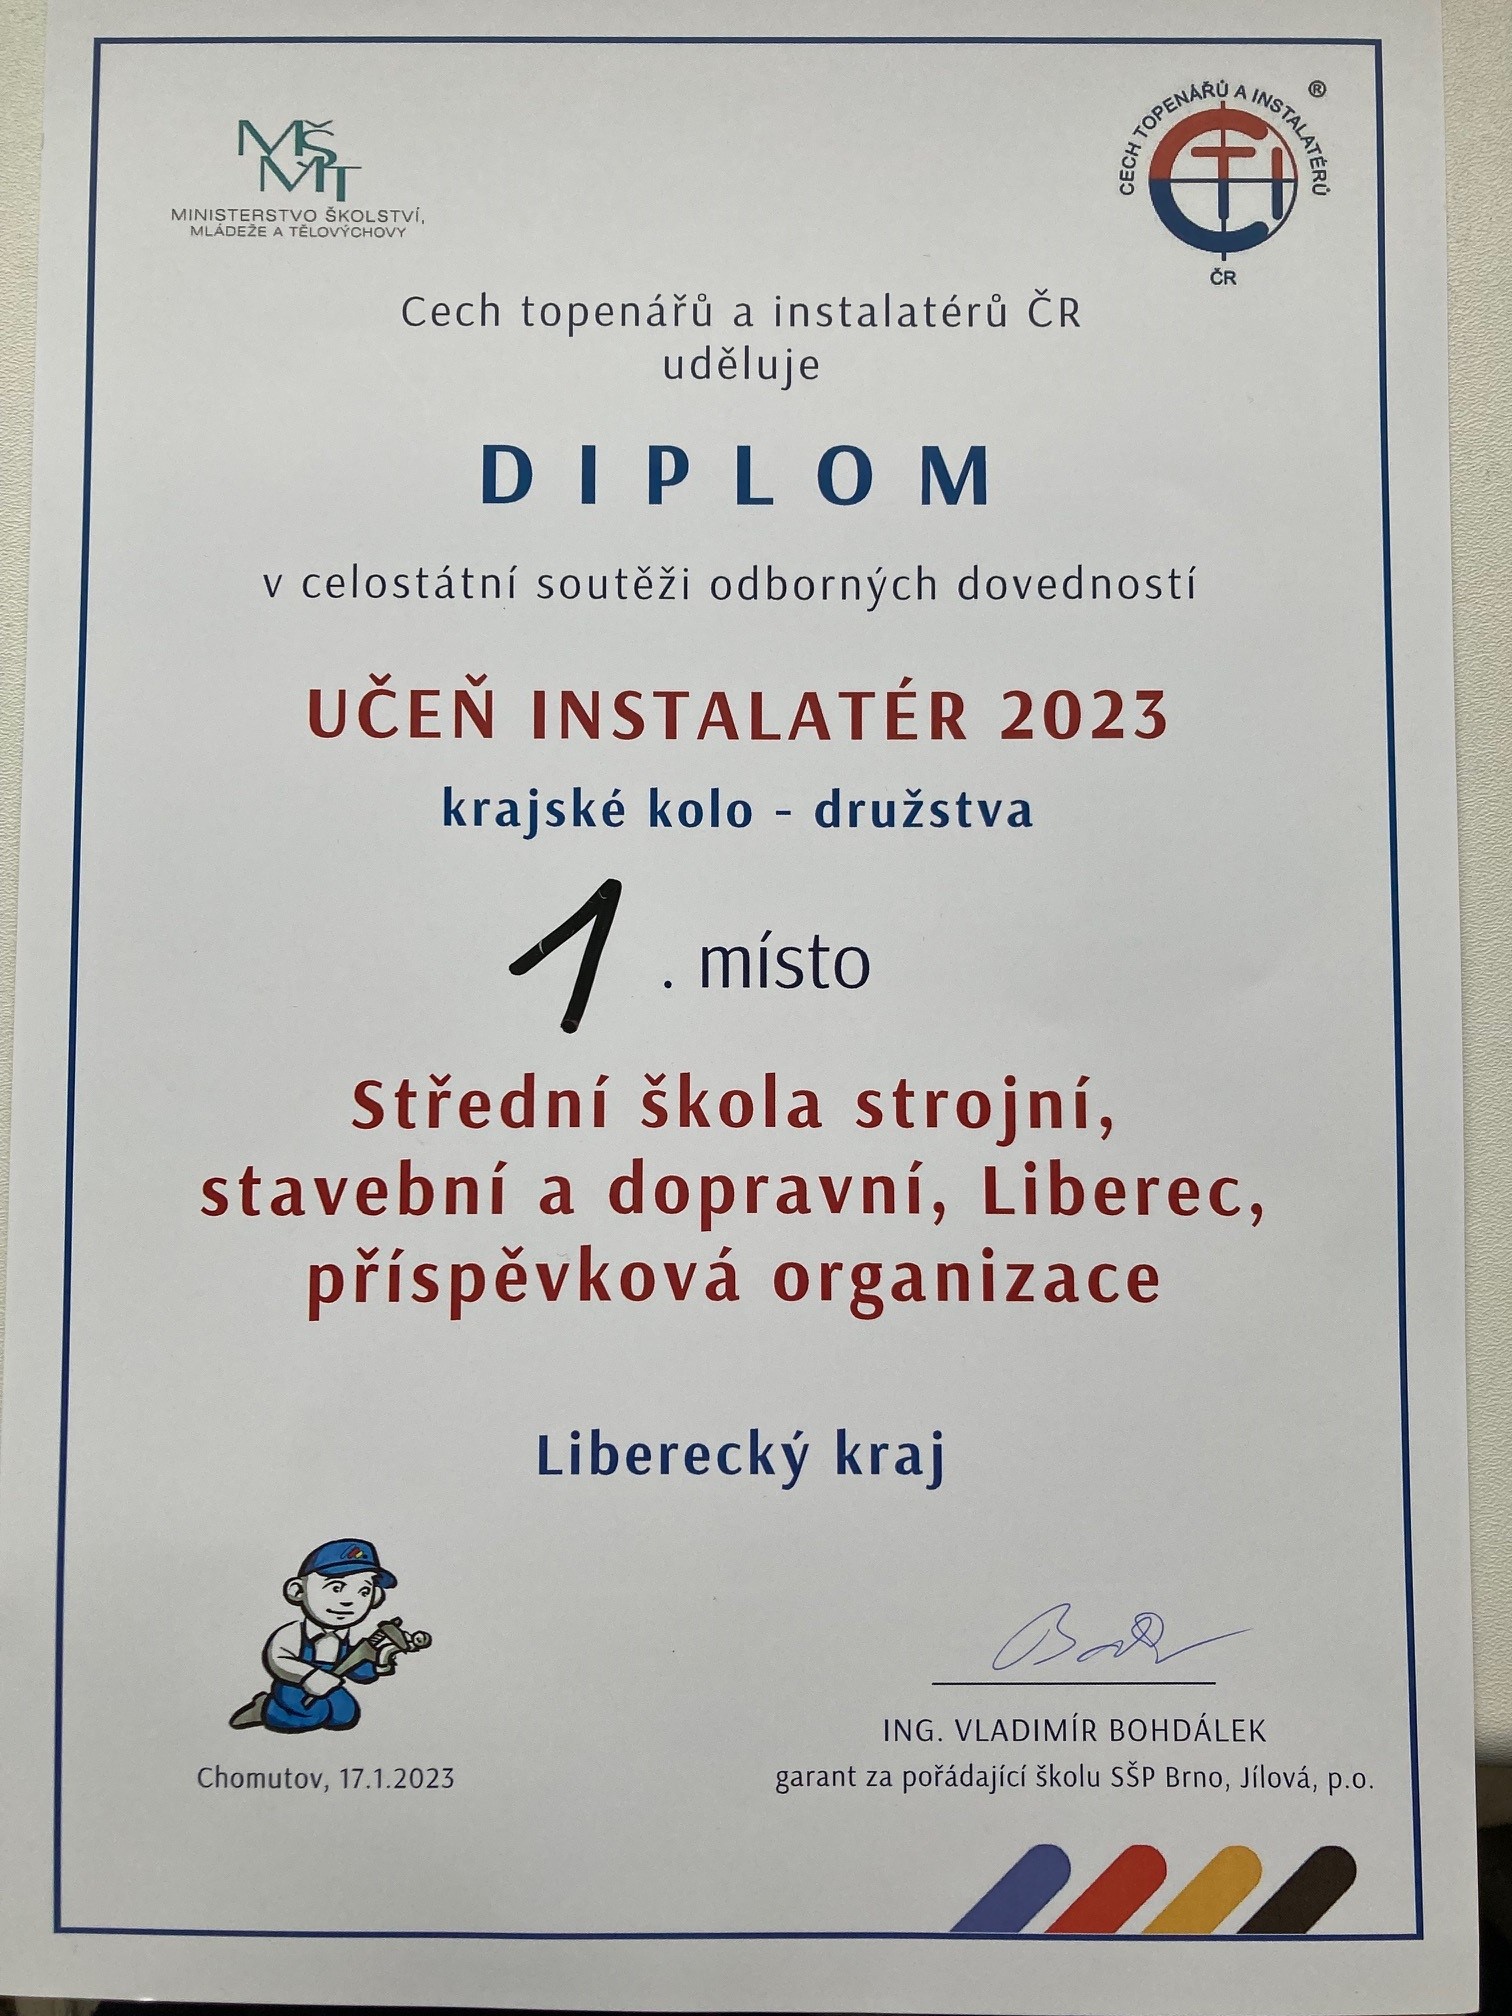 MŠMT
MINISTERSTVO ŠKOLSTVÍ,
MLÁDEŽE A TĚLOVÝCHOVY
CECH TOPENÁŘŮ A INSTALATÉRŮ ®
CTI
ČR
Cech topenářů a instalatérů ČR
uděluje
DIPLOM
v celostátní soutěži odborných dovedností
UČEŇ INSTALATÉR 2023
krajské kolo - družstva
1. místo
Střední škola strojní,
stavební a dopravní, Liberec,
příspěvková organizace
Liberecký kraj
ING. VLADIMÍR BOHDÁLEK
Chomutov, 17.1.2023
garant za pořádající školu SŠP Brno, Jílová, p.o.